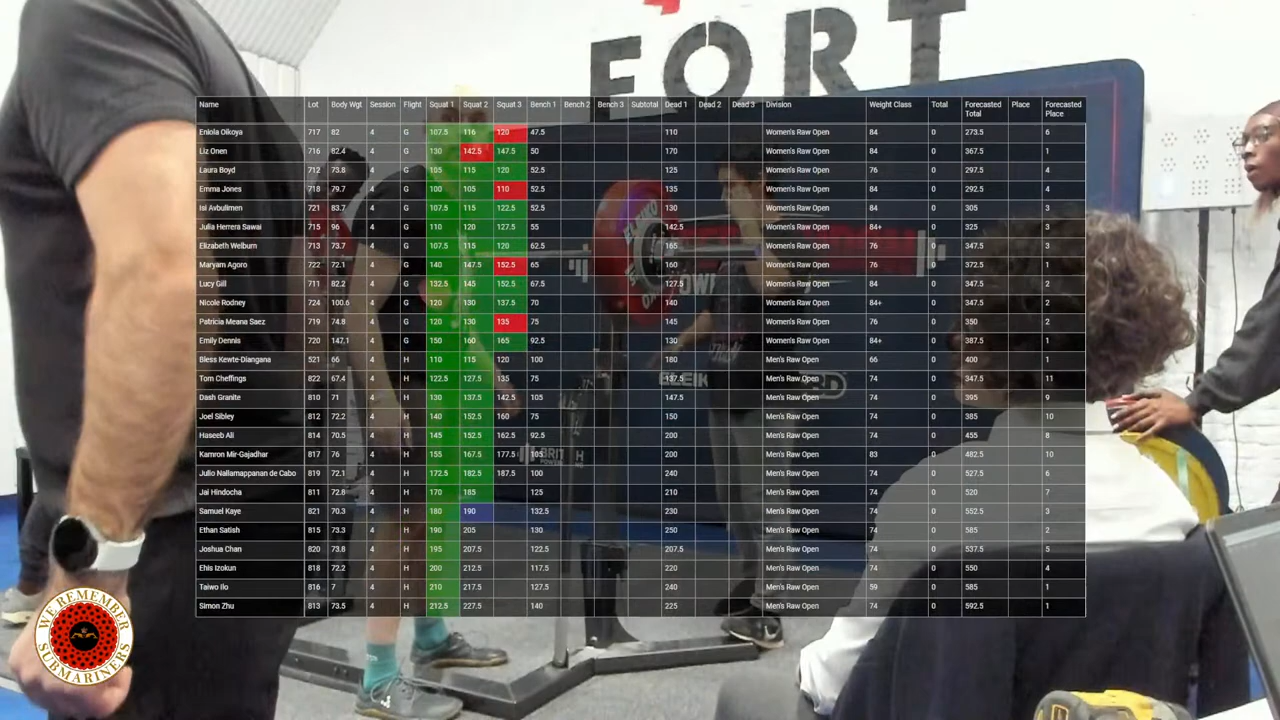 FORT
Name Lot Body Wgt Session Flight Squat 1 Squat 2 Squat 3 Bench 1 Bench 2 Bench 3 Subtotal Dead 1 Dead 2 Dead 3 Division Weight Class Total Forecasted Total Place Forecasted Place
Eniola Oikoya 717 82 4 G 107.5 116 120 47.5 110 Women's Raw Open 84 0 273.5 6
Liz Onen 716 82.4 4 G 130 142.5 147.5 50 170 Women's Raw Open 84 0 367.5 1
Laura Boyd 712 73.8 4 G 105 115 120 52.5 125 Women's Raw Open 76 0 297.5 4
Emma Jones 718 79.7 4 G 100 105 110 52.5 135 Women's Raw Open 84 0 292.5 4
Isi Avbulimen 721 83.7 4 G 107.5 115 122.5 52.5 130 Women's Raw Open 84 0 305 3
Julia Herrera Sawai 715 96 4 G 110 120 127.5 55 142.5 Women's Raw Open 84+ 0 325 3
Elizabeth Welburn 713 73.7 4 G 107.5 115 120 62.5 165 Women's Raw Open 76 0 347.5 3
Maryam Agoro 722 72.1 4 G 140 147.5 152.5 65 160 Women's Raw Open 76 0 372.5 1
Lucy Gill 711 82.2 4 G 132.5 145 152.5 67.5 127.5 Women's Raw Open 84 0 347.5 2
Nicole Rodney 724 100.6 4 G 120 130 137.5 70 140 Women's Raw Open 84+ 0 347.5 2
Patricia Meana Saez 719 74.8 4 G 120 130 135 75 145 Women's Raw Open 76 0 350 2
Emily Dennis 720 147.1 4 G 150 160 165 92.5 130 Women's Raw Open 84+ 0 387.5 1
Bless Kewte-Diangana 521 66 4 H 110 115 120 100 180 Men's Raw Open 66 0 400 1
Tom Cheffings 822 67.4 4 H 122.5 127.5 135 75 137.5 Men's Raw Open 74 0 347.5 11
Dash Granite 810 71 4 H 130 137.5 142.5 105 147.5 Men's Raw Open 74 0 395 9
Joel Sibley 812 72.2 4 H 140 152.5 160 75 150 Men's Raw Open 74 0 385 10
Haseeb Ali 814 70.5 4 H 145 152.5 162.5 92.5 200 Men's Raw Open 74 0 455 8
Kamron Mir-Gajadhar 817 76 4 H 155 167.5 177.5 105 200 Men's Raw Open 83 0 482.5 10
Julio Nallamappanan de Cabo 819 72.1 4 H 172.5 182.5 187.5 100 240 Men's Raw Open 74 0 527.5 6
Jai Hindocha 811 72.8 4 H 170 185 125 210 Men's Raw Open 74 0 520 7
Samuel Kaye 821 70.3 4 H 180 190 132.5 230 Men's Raw Open 74 0 552.5 3
Ethan Satish 815 73.3 4 H 190 205 130 250 Men's Raw Open 74 0 585 2
Joshua Chan 820 73.8 4 H 195 207.5 122.5 207.5 Men's Raw Open 74 0 537.5 5
Ehis Izokun 818 72.2 4 H 200 212.5 117.5 220 Men's Raw Open 74 0 550 4
Taiwo Ilo 816 7 4 H 210 217.5 127.5 240 Men's Raw Open 59 0 585 1
Simon Zhu 813 73.5 4 H 212.5 227.5 140 225 Men's Raw Open 74 0 592.5 1
WE REMEMBER
SUBMARINERS